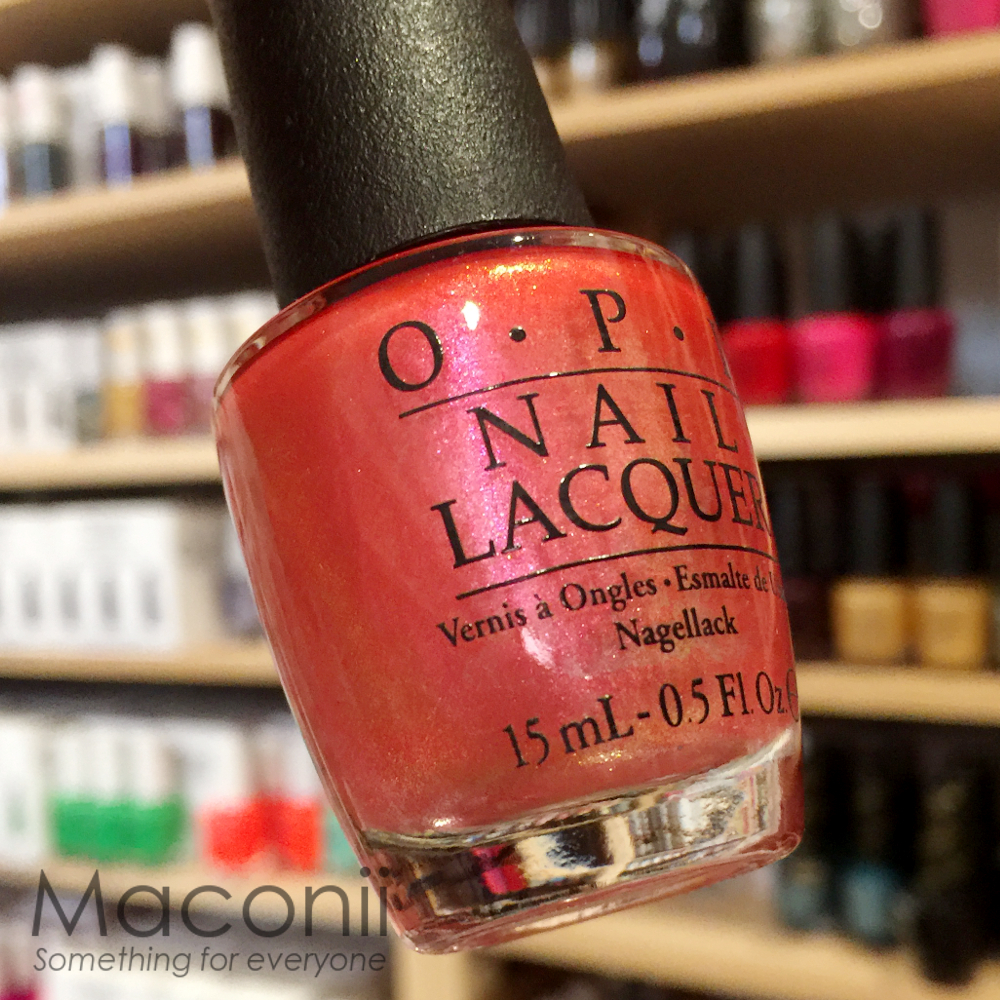 O · P ·
NAIL
LACQUER
Vernis à Ongles · Esmalte de
Nagellack
15 mL - 0.5 Fl. Oz.
Maconii
Something for everyone